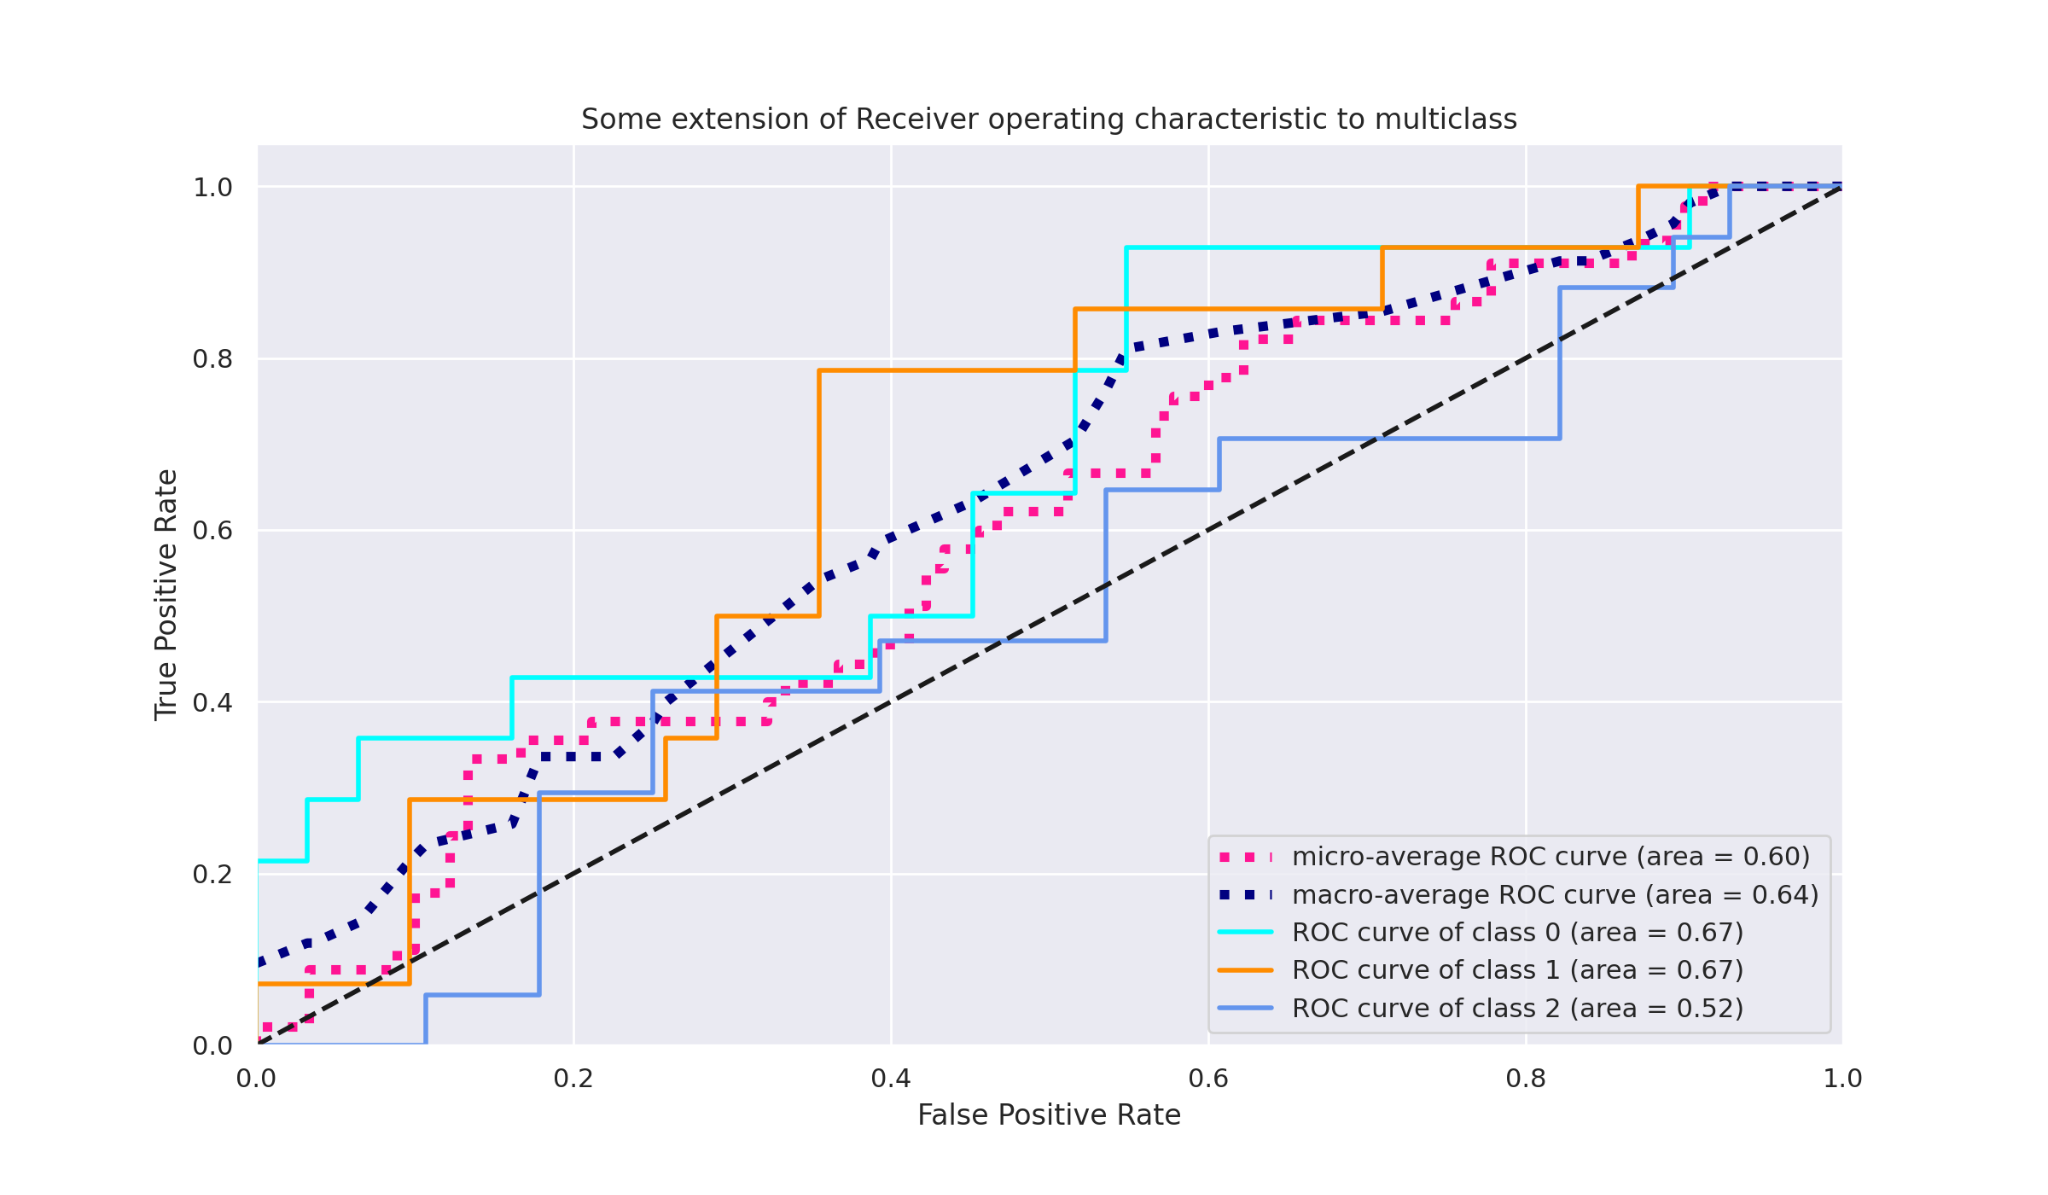 Some extension of Receiver operating characteristic to multiclass
1.0
0.8
0.6
0.4
0.2
0.0
True Positive Rate
micro-average ROC curve (area = 0.60)
macro-average ROC curve (area = 0.64)
ROC curve of class 0 (area = 0.67)
ROC curve of class 1 (area = 0.67)
ROC curve of class 2 (area = 0.52)
0.0 0.2 0.4 0.6 0.8 1.0
False Positive Rate